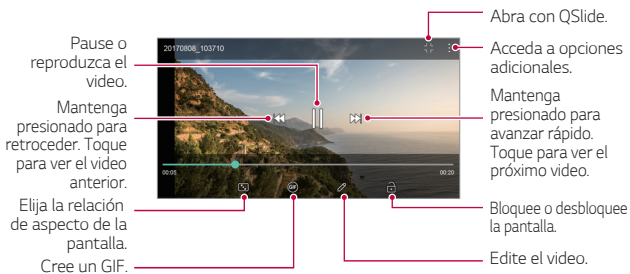 Abra con QSlide.
Pause o
reproduzca el
video.
Acceda a opciones
adicionales.
Mantenga
presionado para
retroceder. Toque
para ver el video
anterior.
Mantenga
presionado para
avanzar rápido.
Toque para ver el
próximo video.
20170808_103710
00:05
00:20
GIF
Elija la relación
de aspecto de la
pantalla.
Bloquee o desbloquee
la pantalla.
Cree un GIF.
Edite el video.